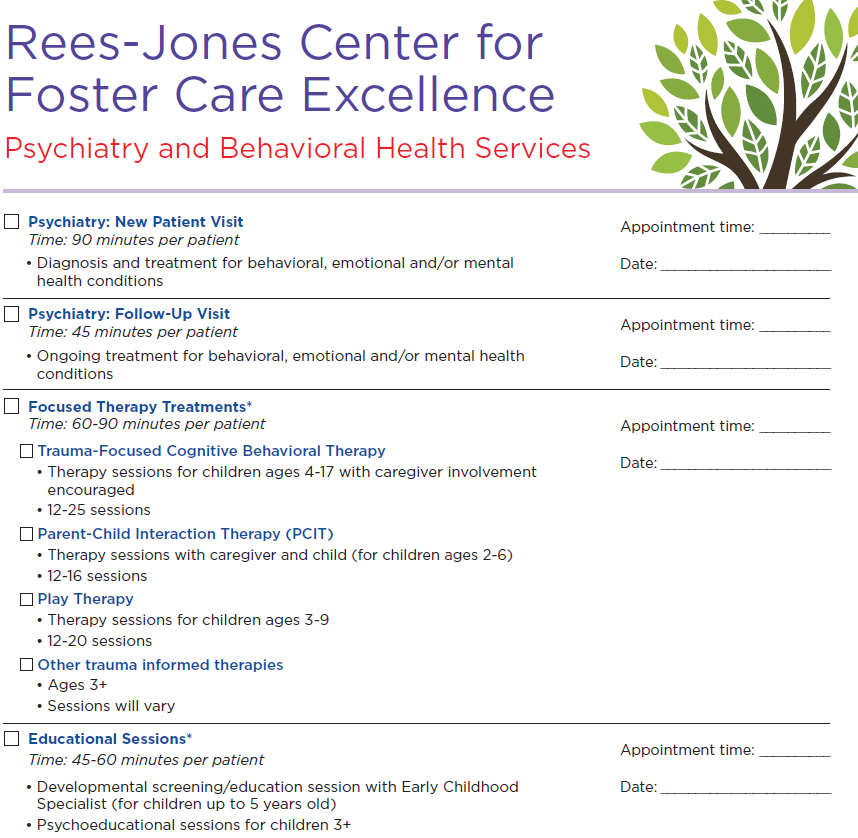 Rees-Jones Center for
Foster Care Excellence
Psychiatry and Behavioral Health Services
Psychiatry: New Patient Visit
Time: 90 minutes per patient
• Diagnosis and treatment for behavioral, emotional and/or mental
health conditions
Appointment time: __________
Date: ________________________
Psychiatry: Follow-Up Visit
Time: 45 minutes per patient
• Ongoing treatment for behavioral, emotional and/or mental health
conditions
Appointment time: __________
Date: ________________________
Focused Therapy Treatments*
Time: 60-90 minutes per patient
Appointment time: __________
Date: ________________________
Trauma-Focused Cognitive Behavioral Therapy
• Therapy sessions for children ages 4-17 with caregiver involvement
encouraged
• 12-25 sessions
Parent-Child Interaction Therapy (PCIT)
• Therapy sessions with caregiver and child (for children ages 2-6)
• 12-16 sessions
Play Therapy
• Therapy sessions for children ages 3-9
• 12-20 sessions
Other trauma informed therapies
• Ages 3+
• Sessions will vary
Educational Sessions*
Time: 45-60 minutes per patient
Appointment time: __________
Date: ________________________
• Developmental screening/education session with Early Childhood
Specialist (for children up to 5 years old)
• Psychoeducational sessions for children 3+